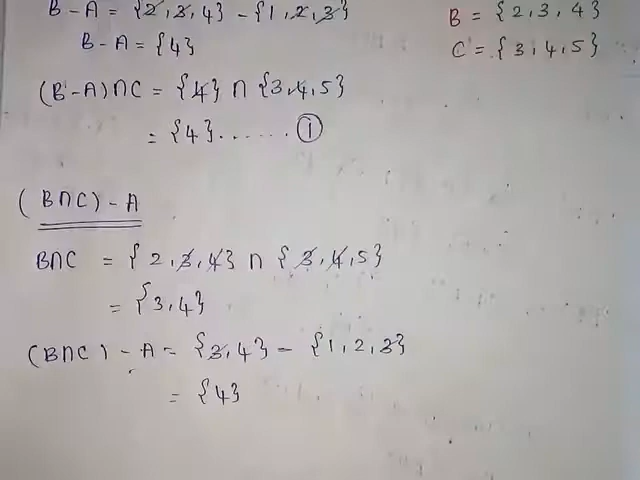 B - A = {2, 3, 4} - {1, 2, 3}
B = {2, 3, 4}
B - A = {4}
C = {3, 4, 5}
(B - A) ∩ C = {4} ∩ {3, 4, 5}
= {4} ....... ①
(B∩C) - A
B∩C = {2, 3, 4} ∩ {3, 4, 5}
= {3, 4}
(B∩C) - A = {3, 4} - {1, 2, 3}
= {4}